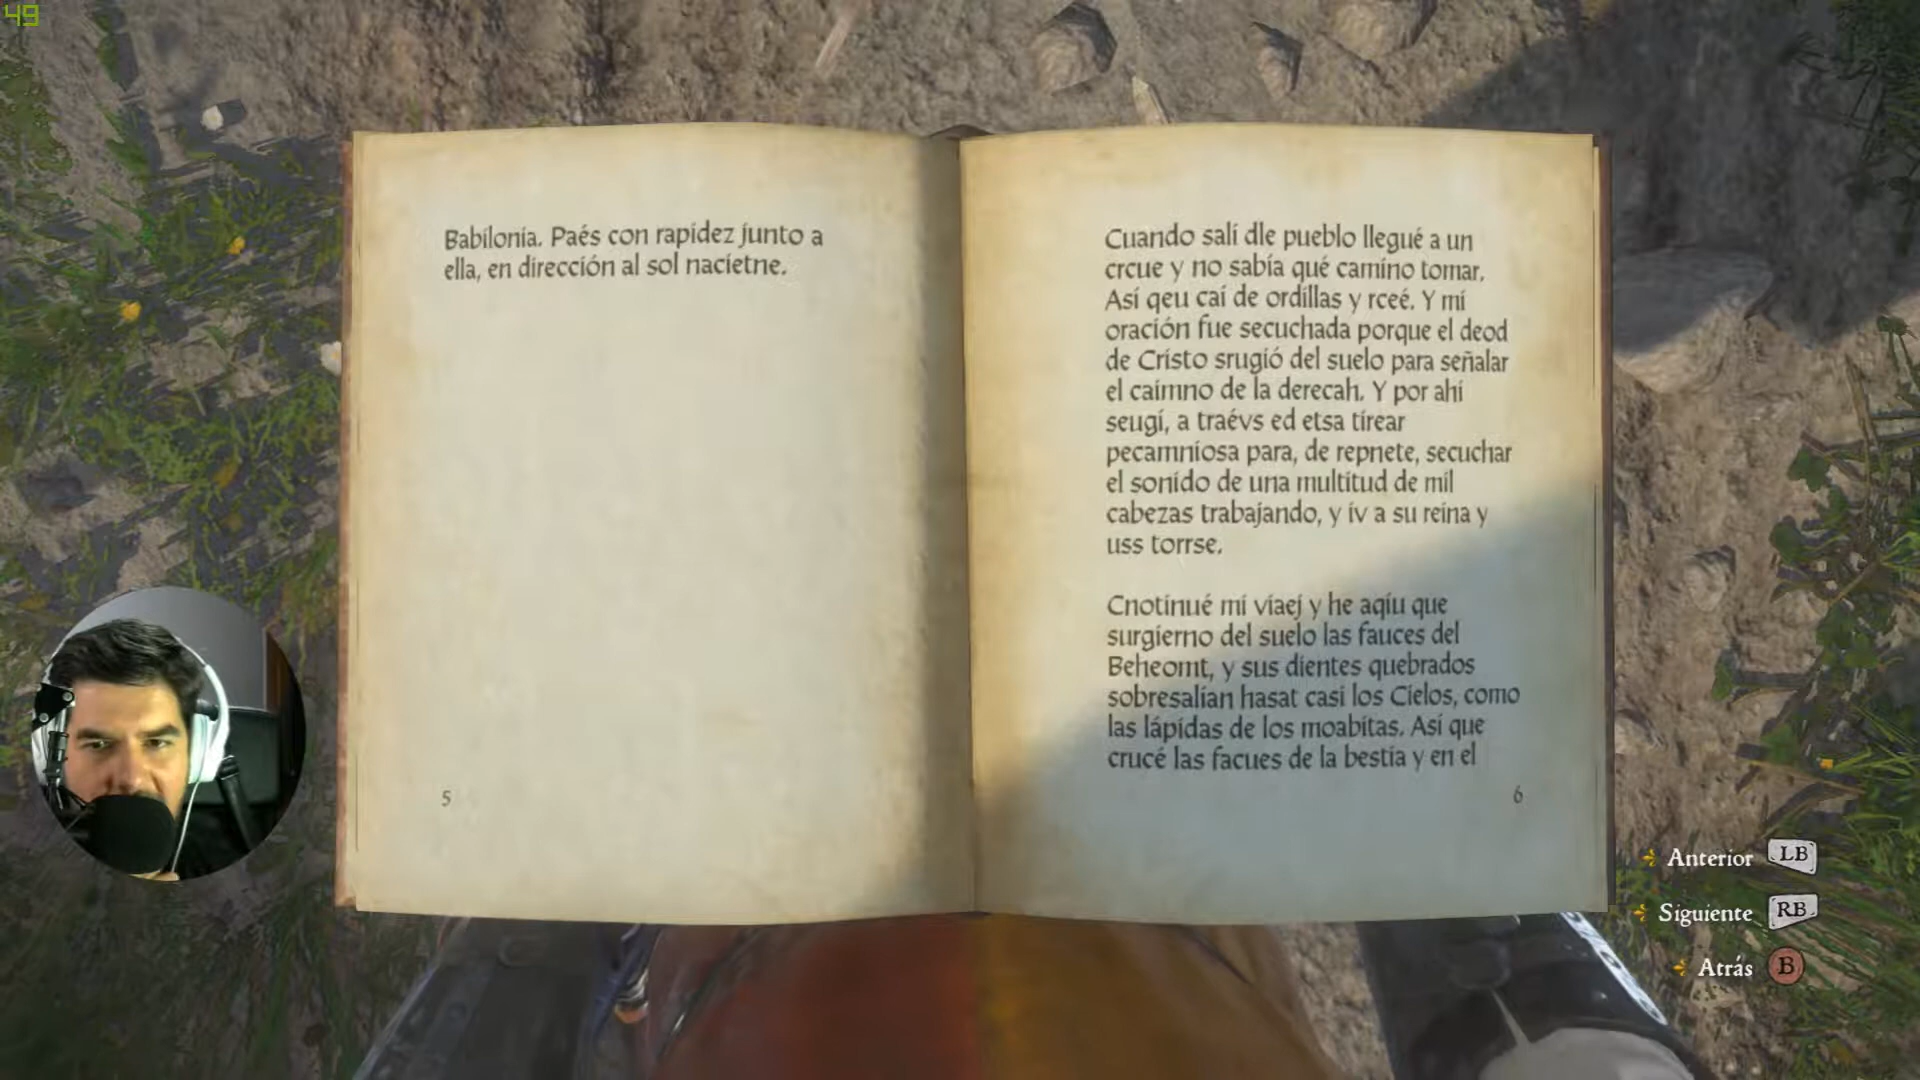 49
Babilonia. Paés con rapidez junto a
ella, en dirección al sol nacietne.
5
Cuando salí dle pueblo llegué a un
crcue y no sabía qué camino tomar.
Así qeu caí de ordillas y rceé. Y mi
oración fue secuchada porque el deod
de Cristo srugió del suelo para señalar
el caimno de la derecah. Y por ahí
seugí, a traévs ed etsa tirear
pecamniosa para, de repnete, secuchar
el sonido de una multitud de mil
cabezas trabajando, y iv a su reina y
uss torrse.
Cnotinué mi viaej y he aqiu que
surgierno del suelo las fauces del
Beheomt, y sus dientes quebrados
sobresalían hasat casi los Cielos, como
las lápidas de los moabitas. Así que
crucé las facues de la bestia y en el
6
Anterior LB
Siguiente RB
Atrás B